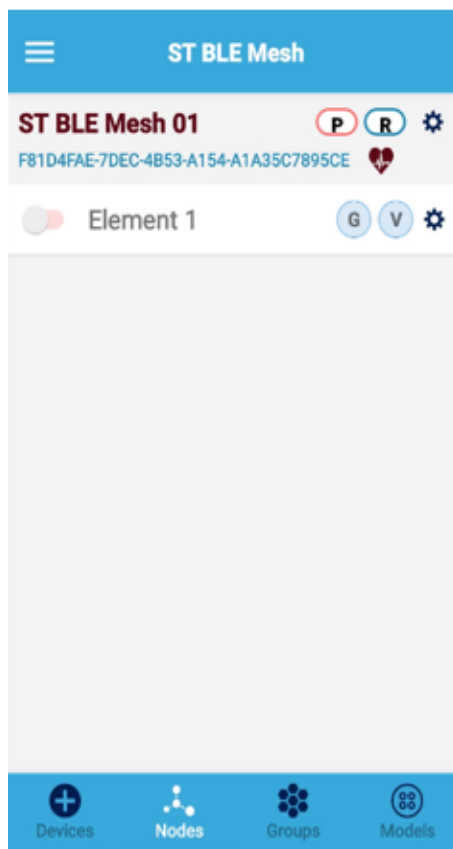 ST BLE Mesh
ST BLE Mesh 01 P R
F81D4FAE-7DEC-4B53-A154-A1A35C7895CE
Element 1 G V
Devices Nodes Groups Models